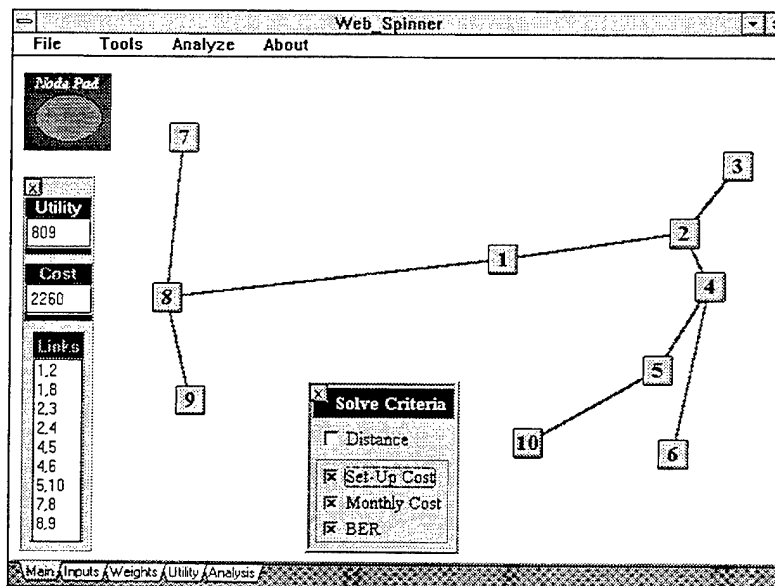 Web_Spinner
File Tools Analyze About
Node Pad
7
3
2
1
4
8
5
9
10
6
Utility
809
Cost
2260
Links
1,2
1,8
2,3
2,4
4,5
4,6
5,10
7,8
8,9
Solve Criteria
Distance
Set-Up Cost
Monthly Cost
BER
Main Inputs Weights Utility Analysis